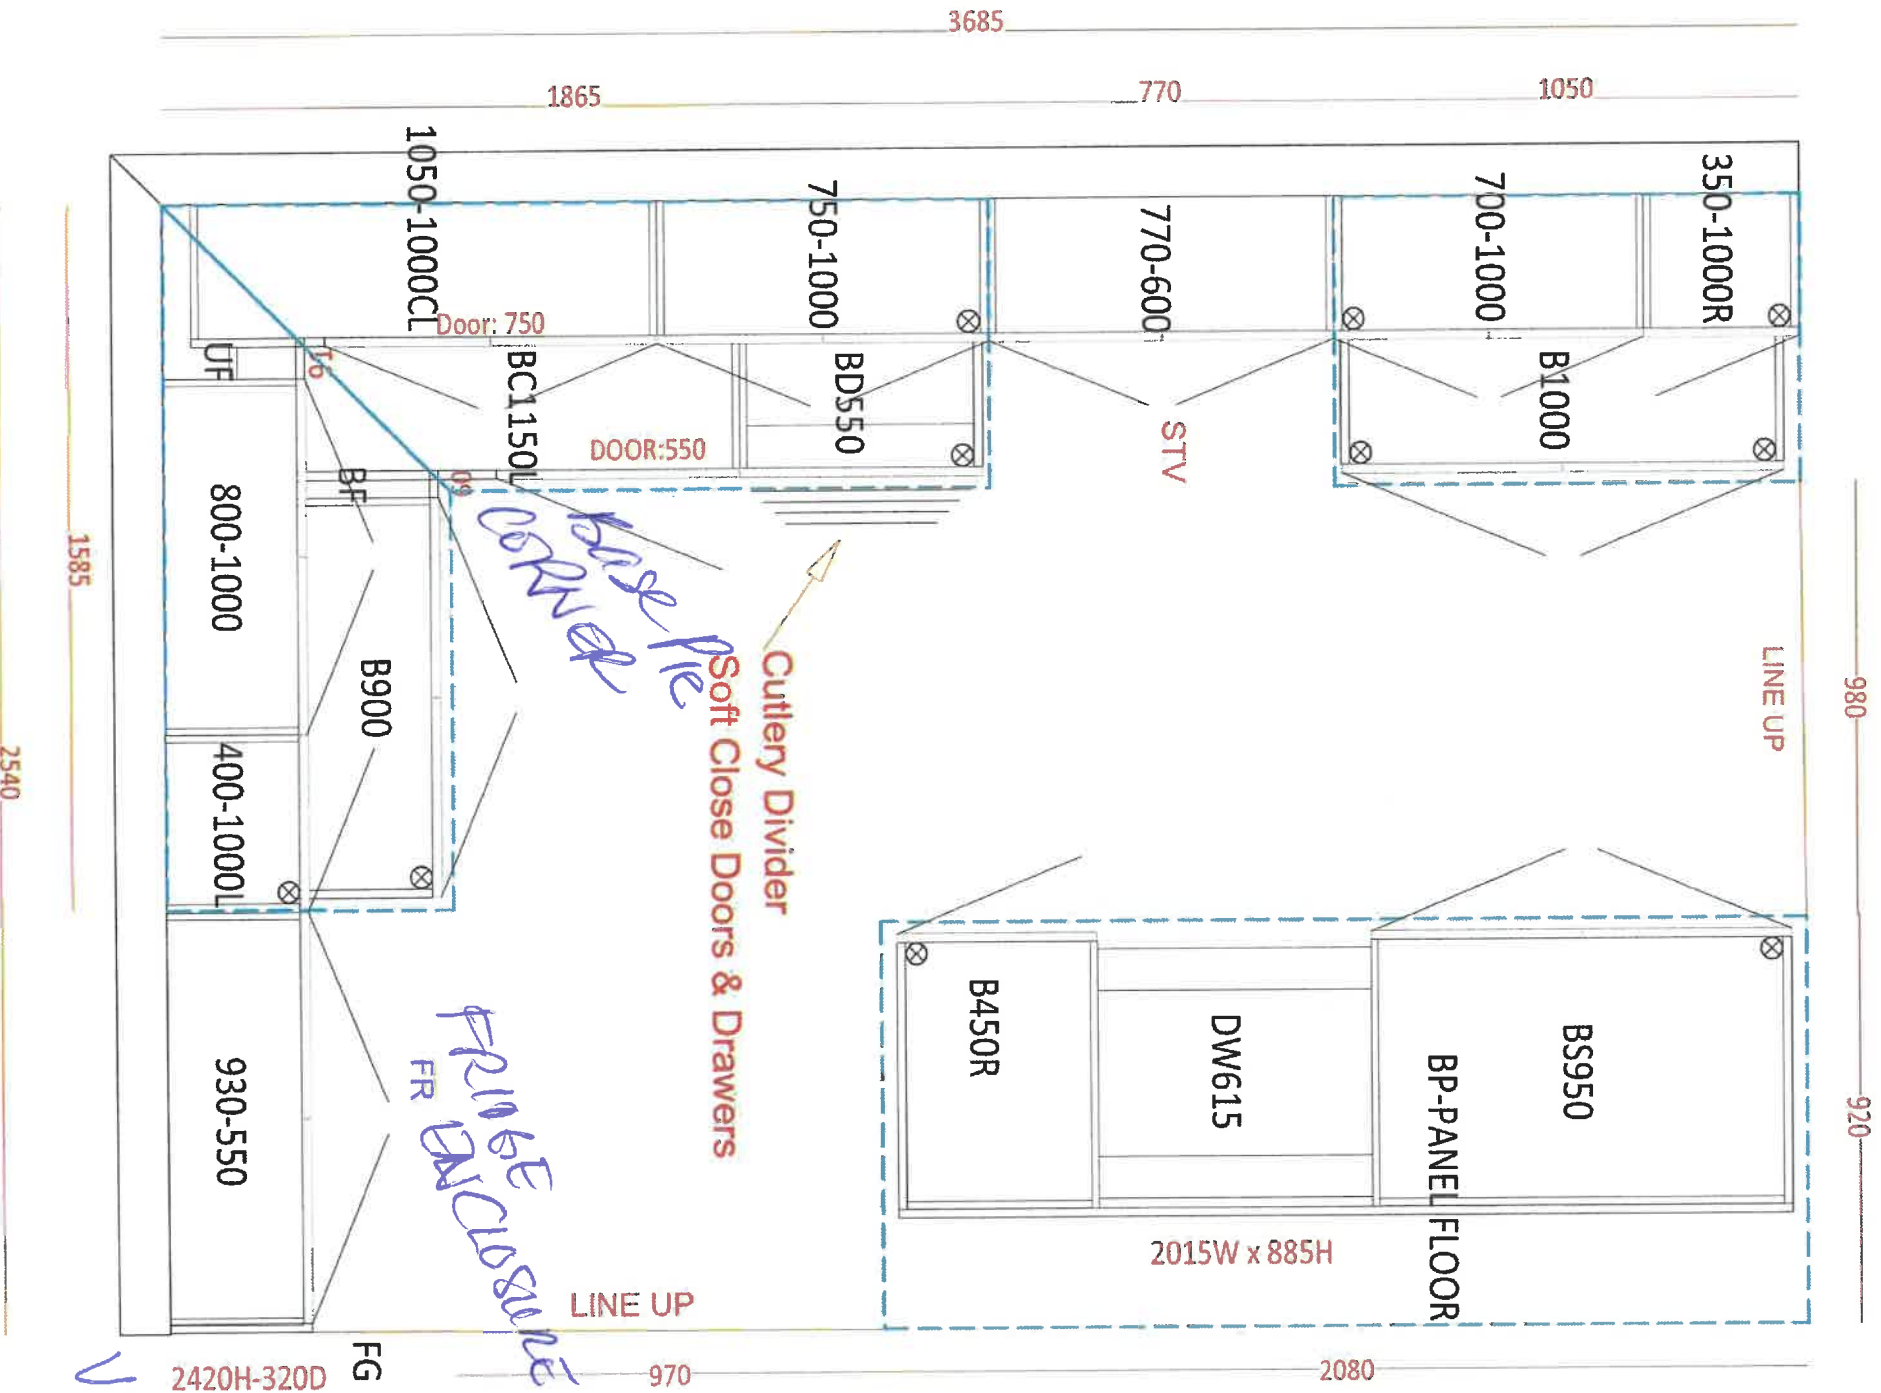 3685
1865
770
1050
1050-1000CL
750-1000
770-600
700-1000
350-1000R
Door: 750
UF
16
BC1150L
BD550
STV
B1000
DOOR:550
BF
60
Base Pie
CORNER
800-1000
B900
1585
2540
Cutlery Divider
Soft Close Doors & Drawers
LINE UP
980
400-1000L
930-550
FRIDGE
ENCLOSURE
FR
B450R
DW615
BS950
BP-PANEL FLOOR
920
2015W x 885H
LINE UP
FG
2420H-320D
970
2080